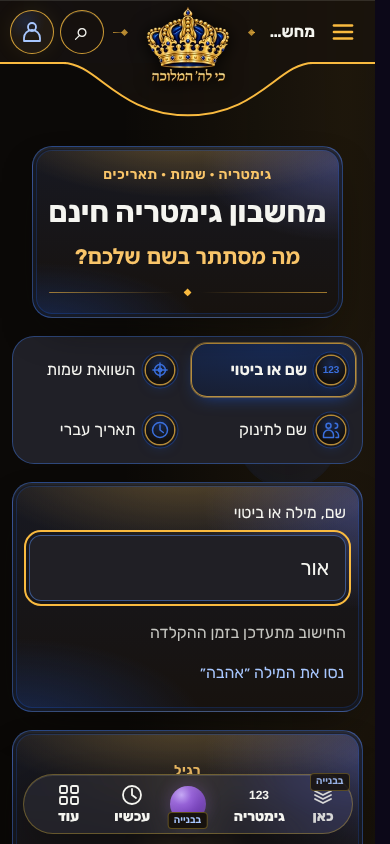 מחש...
כי לה' המלוכה
גימטריה • שמות • תאריכים
מחשבון גימטריה חינם
מה מסתתר בשם שלכם?
123 שם או ביטוי
השוואת שמות
שם לתינוק
תאריך עברי
שם, מילה או ביטוי
אור
החישוב מתעדכן בזמן ההקלדה
נסו את המילה ״אהבה״
רגיל
בבנייה
כאן
123
גימטריה
בבנייה
עכשיו
עוד